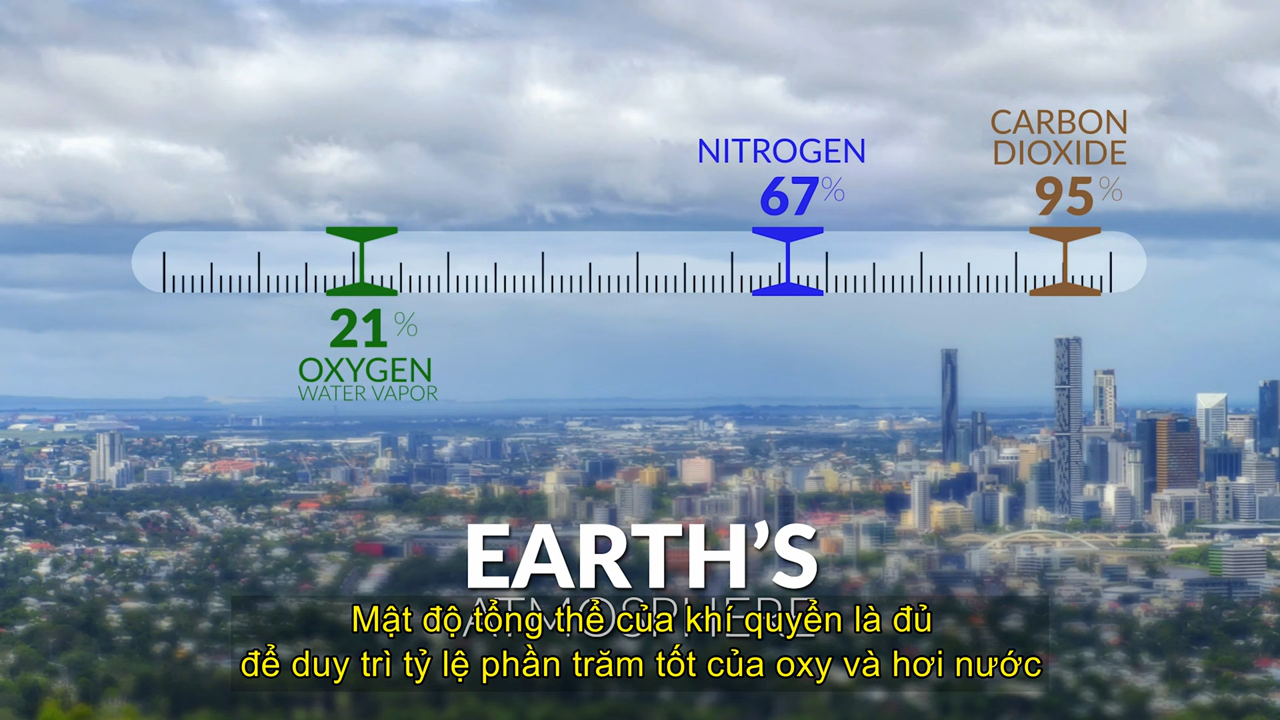 CARBON
DIOXIDE
95%
NITROGEN
67%
21%
OXYGEN
WATER VAPOR
EARTH'S
ATMOSPHERE
Mật độ tổng thể của khí quyển là đủ
để duy trì tỷ lệ phần trăm tốt của oxy và hơi nước